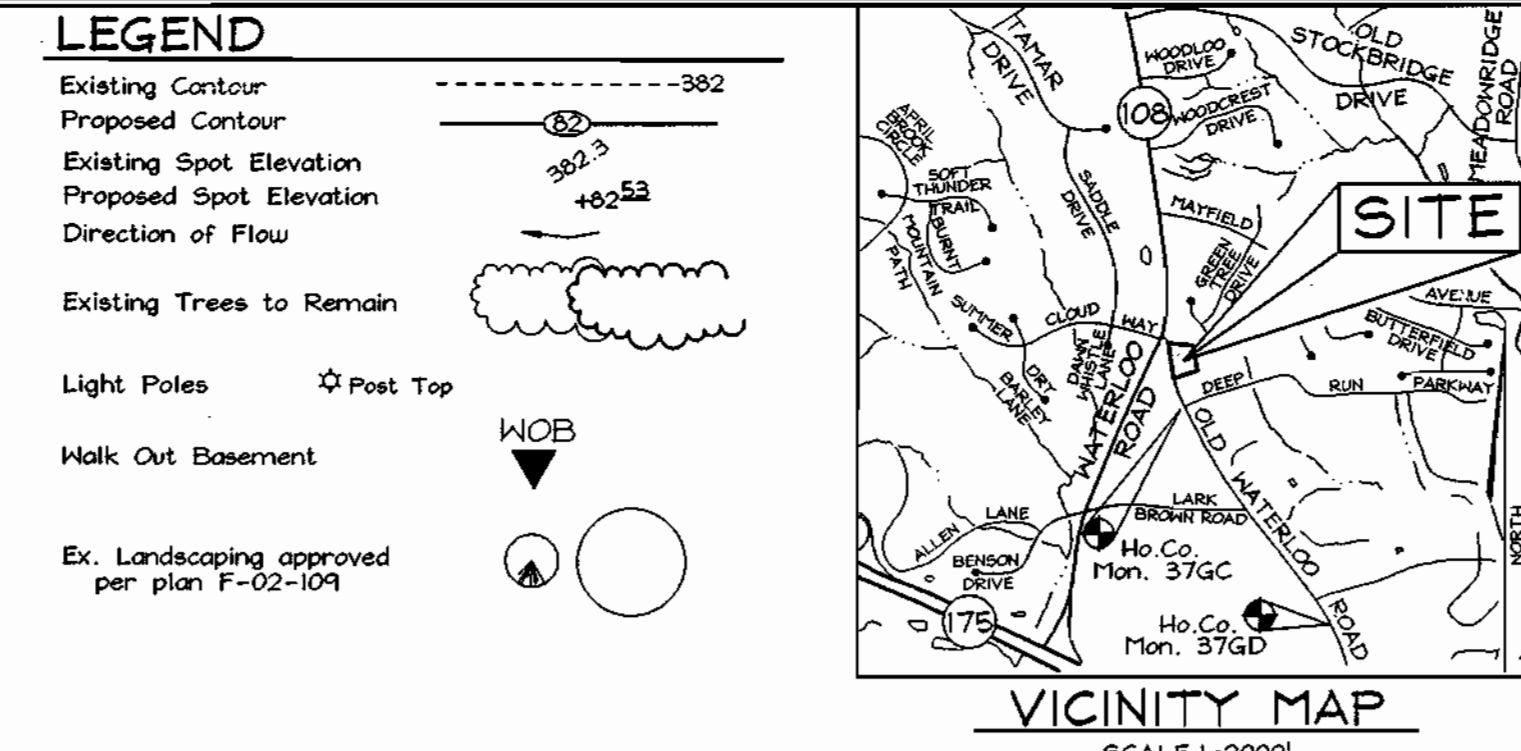 LEGEND
Existing Contour
382
Proposed Contour
82
Existing Spot Elevation
382.3
Proposed Spot Elevation
+82 53
Direction of Flow
Existing Trees to Remain
Light Poles
Post Top
Walk Out Basement
WOB
Ex. Landscaping approved
per plan F-02-109
TAMAR
DRIVE
WOODLOO
DRIVE
OLD
STOCKBRIDGE
DRIVE
MEADOWRIDGE
ROAD
108
WOODCREST
DRIVE
APRIL
BROOK
CIRCLE
SOFT
THUNDER
TRAIL
SADDLE
DRIVE
MAYFIELD
SITE
BURNT
MOUNTAIN
PATH
GREEN
TREE
DRIVE
AVENUE
SUMMER
CLOUD
WAY
BUTTERFIELD
DRIVE
DAWN
WHISTLE
LANE
DRY
BARLEY
LANE
WATERLOO
ROAD
DEEP
RUN
PARKWAY
OLD
WATERLOO
ROAD
LARK
BROWN ROAD
ALLEN
LANE
BENSON
DRIVE
NORTH
Ho.Co.
Mon. 37GC
175
Ho.Co.
Mon. 37GD
VICINITY MAP